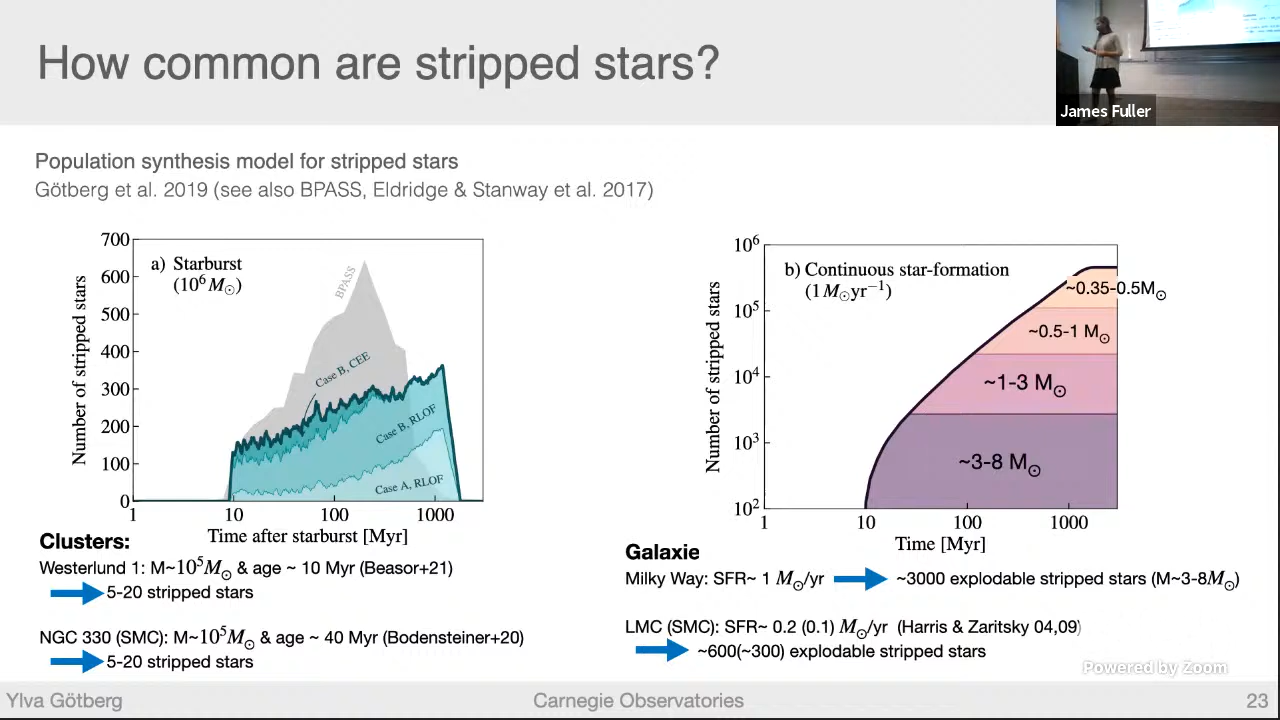 How common are stripped stars?
James Fuller
Population synthesis model for stripped stars
Götberg et al. 2019 (see also BPASS, Eldridge & Stanway et al. 2017)
Number of stripped stars
700
600
500
400
300
200
100
0
a) Starburst
(10⁶ M☉)
BPASS
Case B, CEE
Case B, RLOF
Case A, RLOF
1
10
100
1000
Time after starburst [Myr]
Number of stripped stars
10⁶
10⁵
10⁴
10³
10²
b) Continuous star-formation
(1 M☉yr⁻¹)
~0.35-0.5M☉
~0.5-1 M☉
~1-3 M☉
~3-8 M☉
1
10
100
1000
Time [Myr]
Clusters:
Westerlund 1: M~10⁵M☉ & age ~ 10 Myr (Beasor+21)
5-20 stripped stars
NGC 330 (SMC): M~10⁵M☉ & age ~ 40 Myr (Bodensteiner+20)
5-20 stripped stars
Galaxie
Milky Way: SFR~ 1 M☉/yr ~3000 explodable stripped stars (M~3-8M☉)
LMC (SMC): SFR~ 0.2 (0.1) M☉/yr (Harris & Zaritsky 04,09)
~600(~300) explodable stripped stars
Powered by Zoom
Ylva Götberg
Carnegie Observatories
23